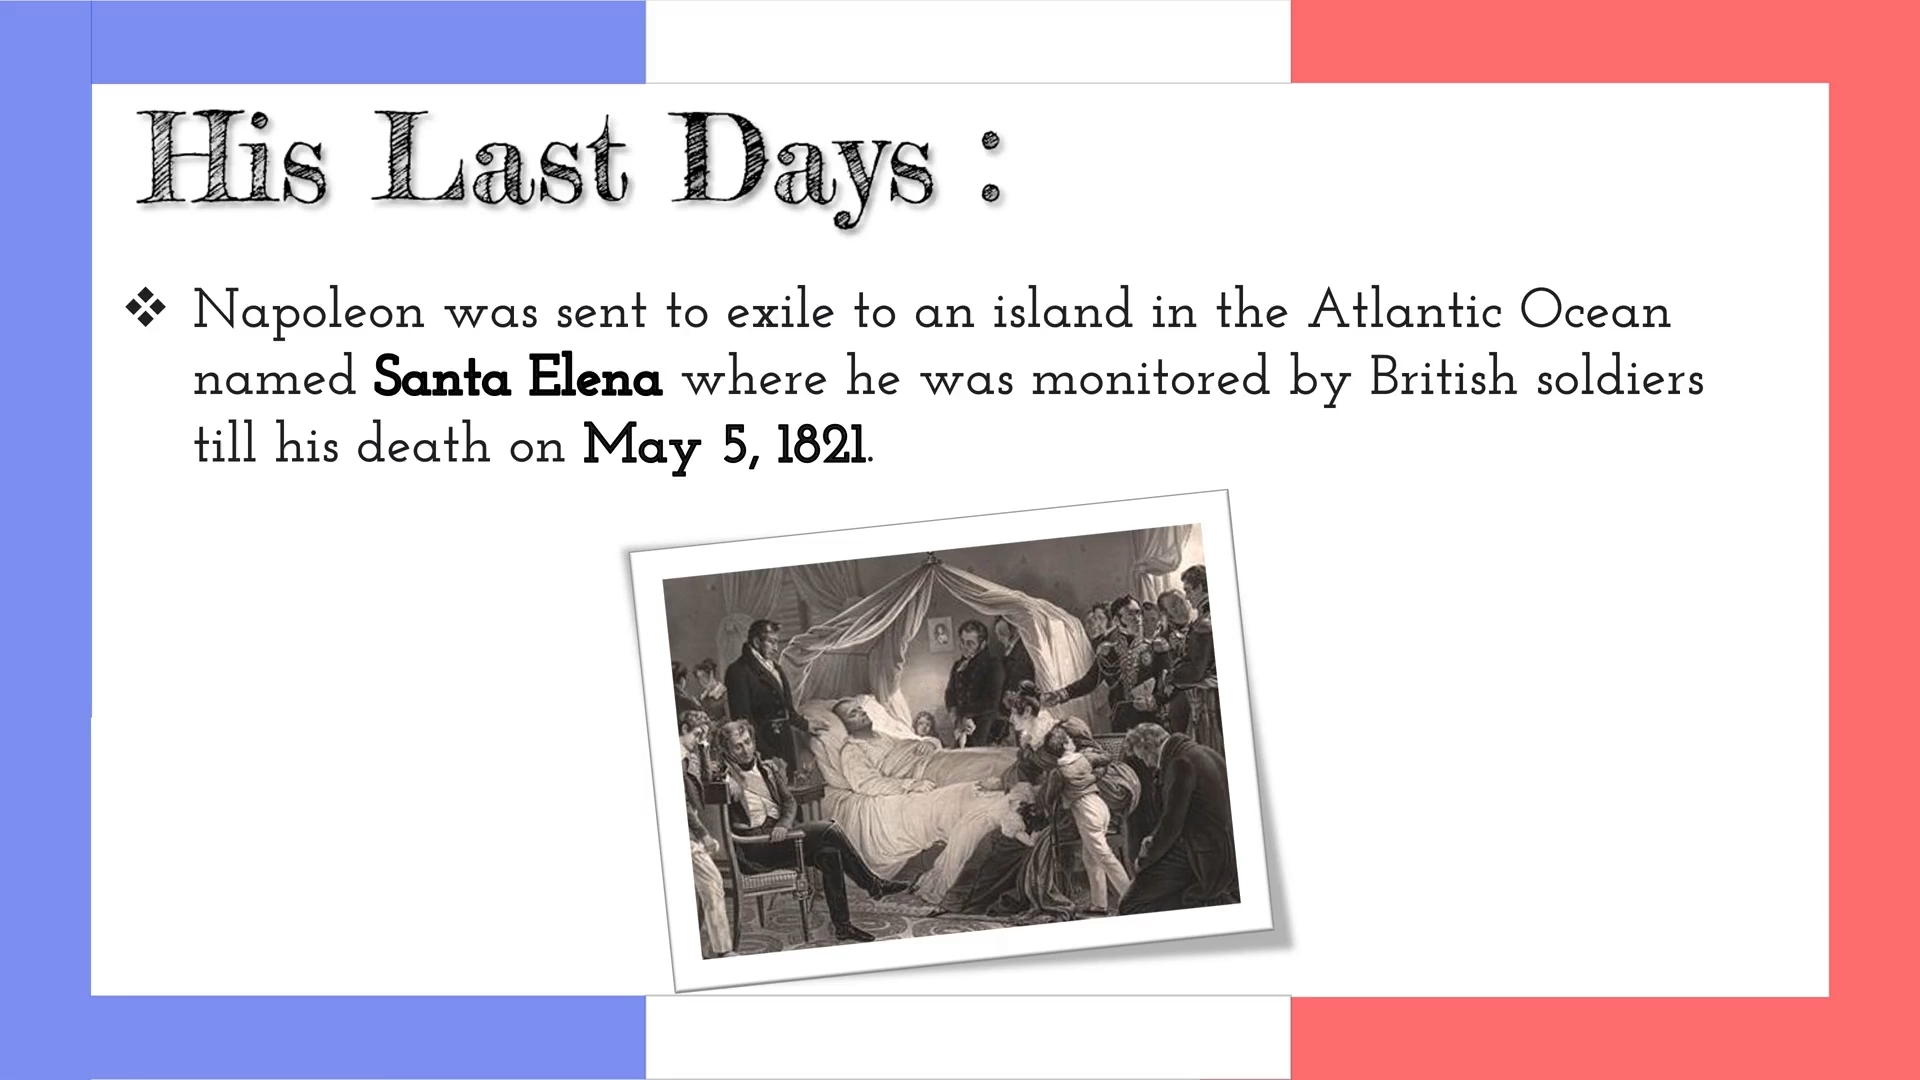 His Last Days :
❖ Napoleon was sent to exile to an island in the Atlantic Ocean
named Santa Elena where he was monitored by British soldiers
till his death on May 5, 1821.